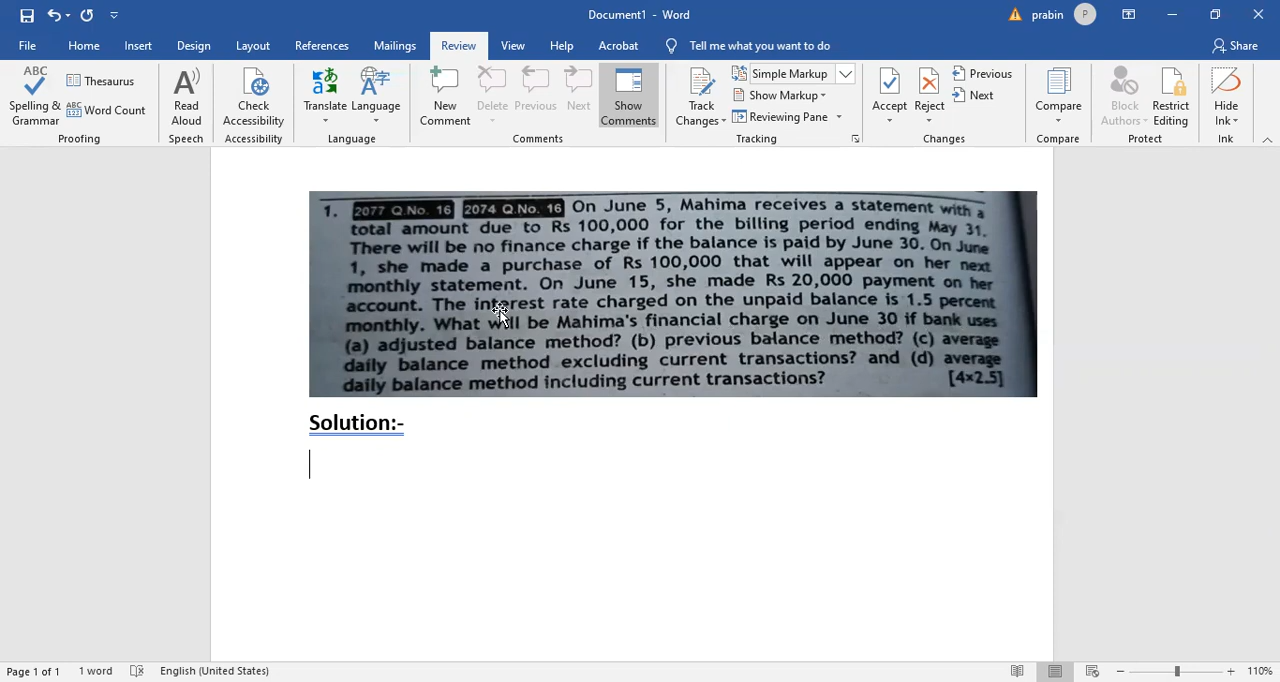 Document1 - Word
prabin
P
File
Home
Insert
Design
Layout
References
Mailings
Review
View
Help
Acrobat
Tell me what you want to do
Share
ABC
Spelling &
Grammar
Thesaurus
ABC
123
Word Count
Proofing
Read
Aloud
Speech
Check
Accessibility
Accessibility
Translate
Language
Language
New
Comment
Delete
Previous
Next
Show
Comments
Comments
Track
Changes
Simple Markup
Show Markup
Reviewing Pane
Tracking
Accept
Reject
Previous
Next
Changes
Compare
Compare
Block
Authors
Restrict
Editing
Protect
Hide
Ink
Ink
1. 2077 Q.No. 16 2074 Q.No. 16 On June 5, Mahima receives a statement with a
total amount due to Rs 100,000 for the billing period ending May 31.
There will be no finance charge if the balance is paid by June 30. On June
1, she made a purchase of Rs 100,000 that will appear on her next
monthly statement. On June 15, she made Rs 20,000 payment on her
account. The interest rate charged on the unpaid balance is 1.5 percent
monthly. What will be Mahima's financial charge on June 30 if bank uses
(a) adjusted balance method? (b) previous balance method? (c) average
daily balance method excluding current transactions? and (d) average
daily balance method including current transactions? [4×2.5]
Solution:-
Page 1 of 1
1 word
English (United States)
110%